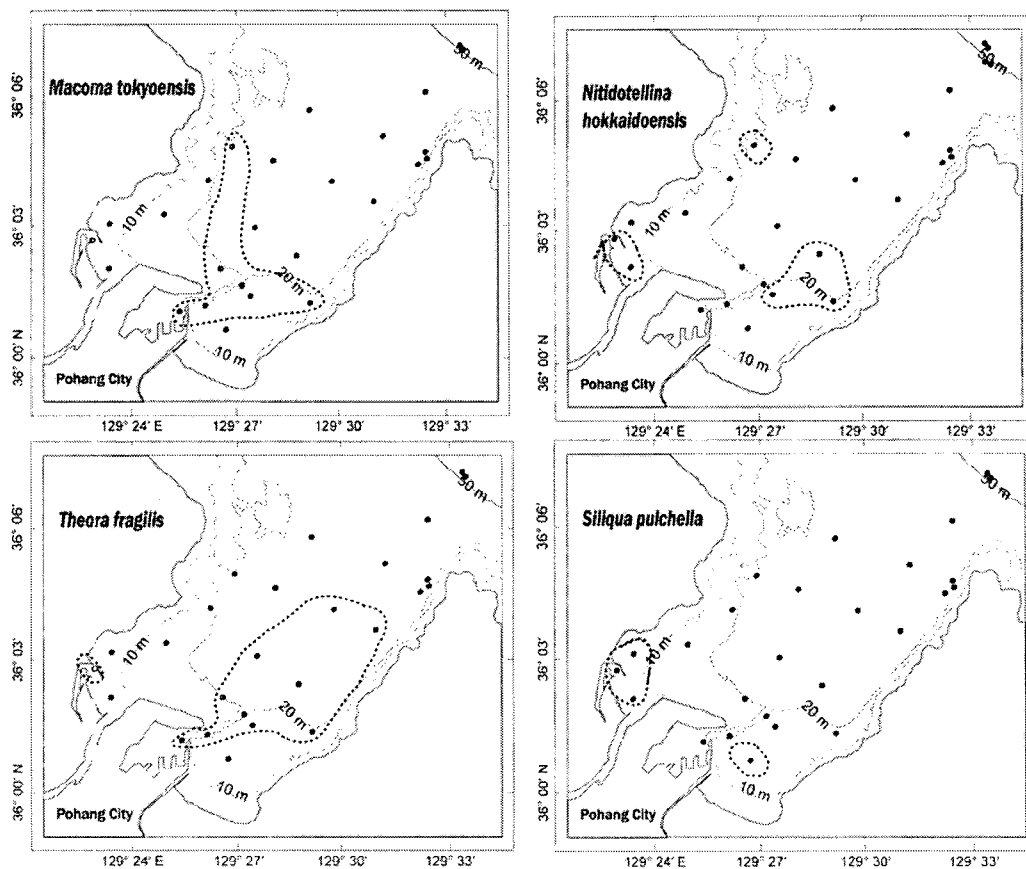 Macoma tokyoensis
50 m
10 m
20 m
10 m
Pohang City
36° 06'
36° 03'
36° 00' N
129° 24' E
129° 27'
129° 30'
129° 33'
Nitidotellina
hokkaidoensis
50 m
10 m
20 m
10 m
Pohang City
36° 06'
36° 03'
36° 00' N
129° 24' E
129° 27'
129° 30'
129° 33'
Theora fragilis
50 m
10 m
20 m
10 m
Pohang City
36° 06'
36° 03'
36° 00' N
129° 24' E
129° 27'
129° 30'
129° 33'
Siliqua pulchella
50 m
10 m
20 m
10 m
Pohang City
36° 06'
36° 03'
36° 00' N
129° 24' E
129° 27'
129° 30'
129° 33'